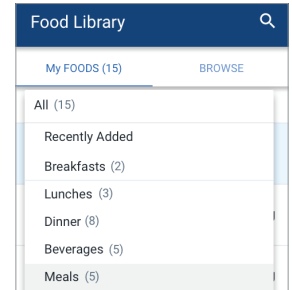 Food Library
My FOODS (15) BROWSE
All (15)
Recently Added
Breakfasts (2)
Lunches (3)
Dinner (8)
Beverages (5)
Meals (5)